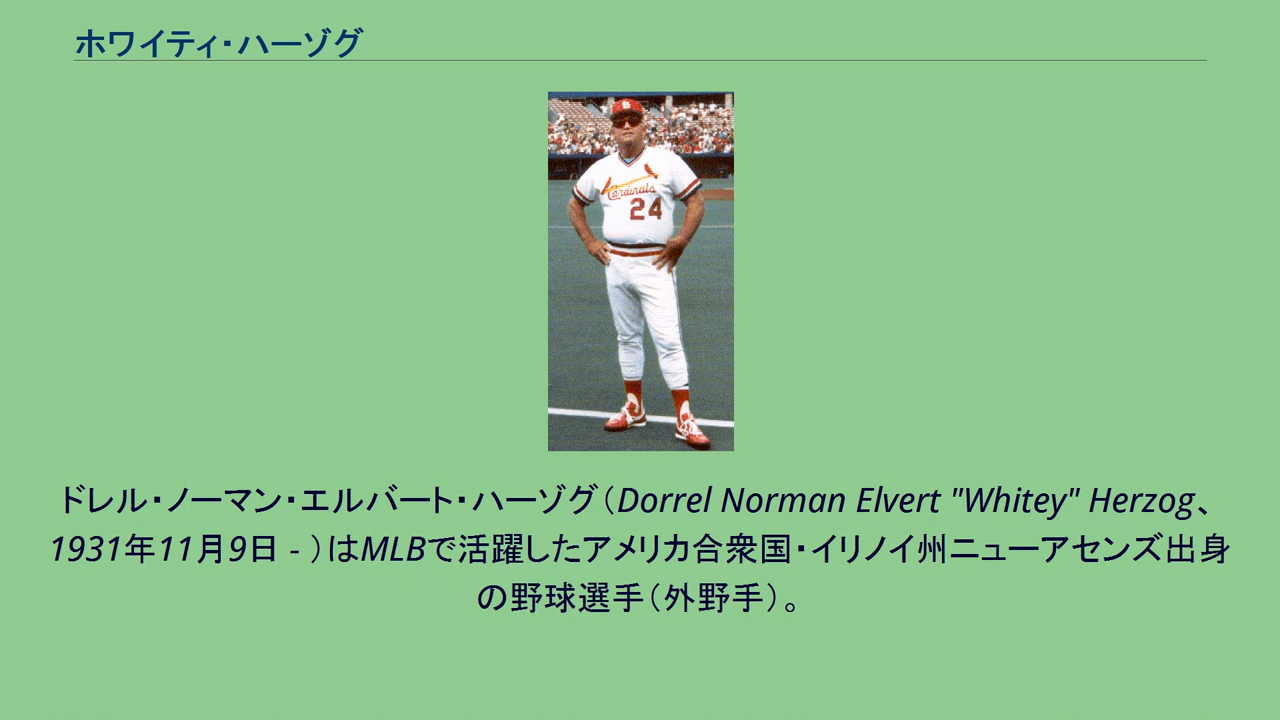 ホワイティ・ハーゾグ
Cardinals
24
ドレル・ノーマン・エルバート・ハーゾグ（Dorrel Norman Elvert "Whitey" Herzog、
1931年11月9日 - ）はMLBで活躍したアメリカ合衆国・イリノイ州ニューアセンズ出身
の野球選手（外野手）。